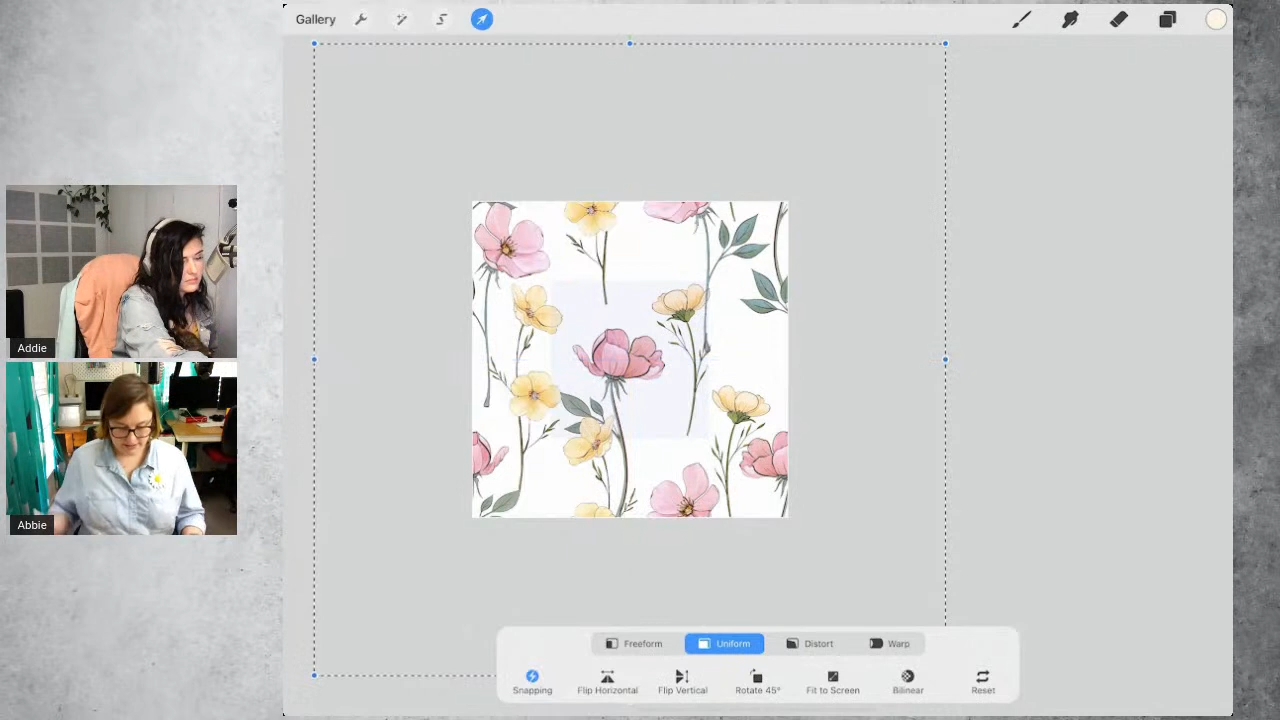 Gallery
Addie
Abbie
Freeform Uniform Distort Warp
Snapping Flip Horizontal Flip Vertical Rotate 45° Fit to Screen Bilinear Reset